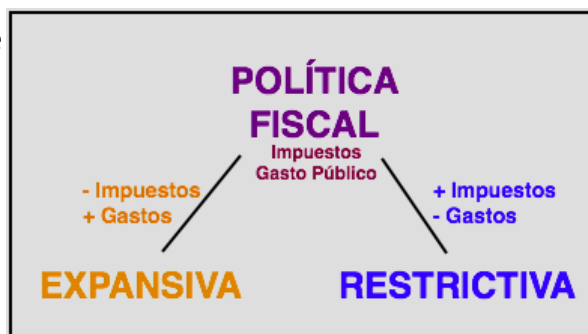 POLÍTICA
FISCAL
Impuestos
Gasto Público
- Impuestos
+ Gastos
+ Impuestos
- Gastos
EXPANSIVA
RESTRICTIVA